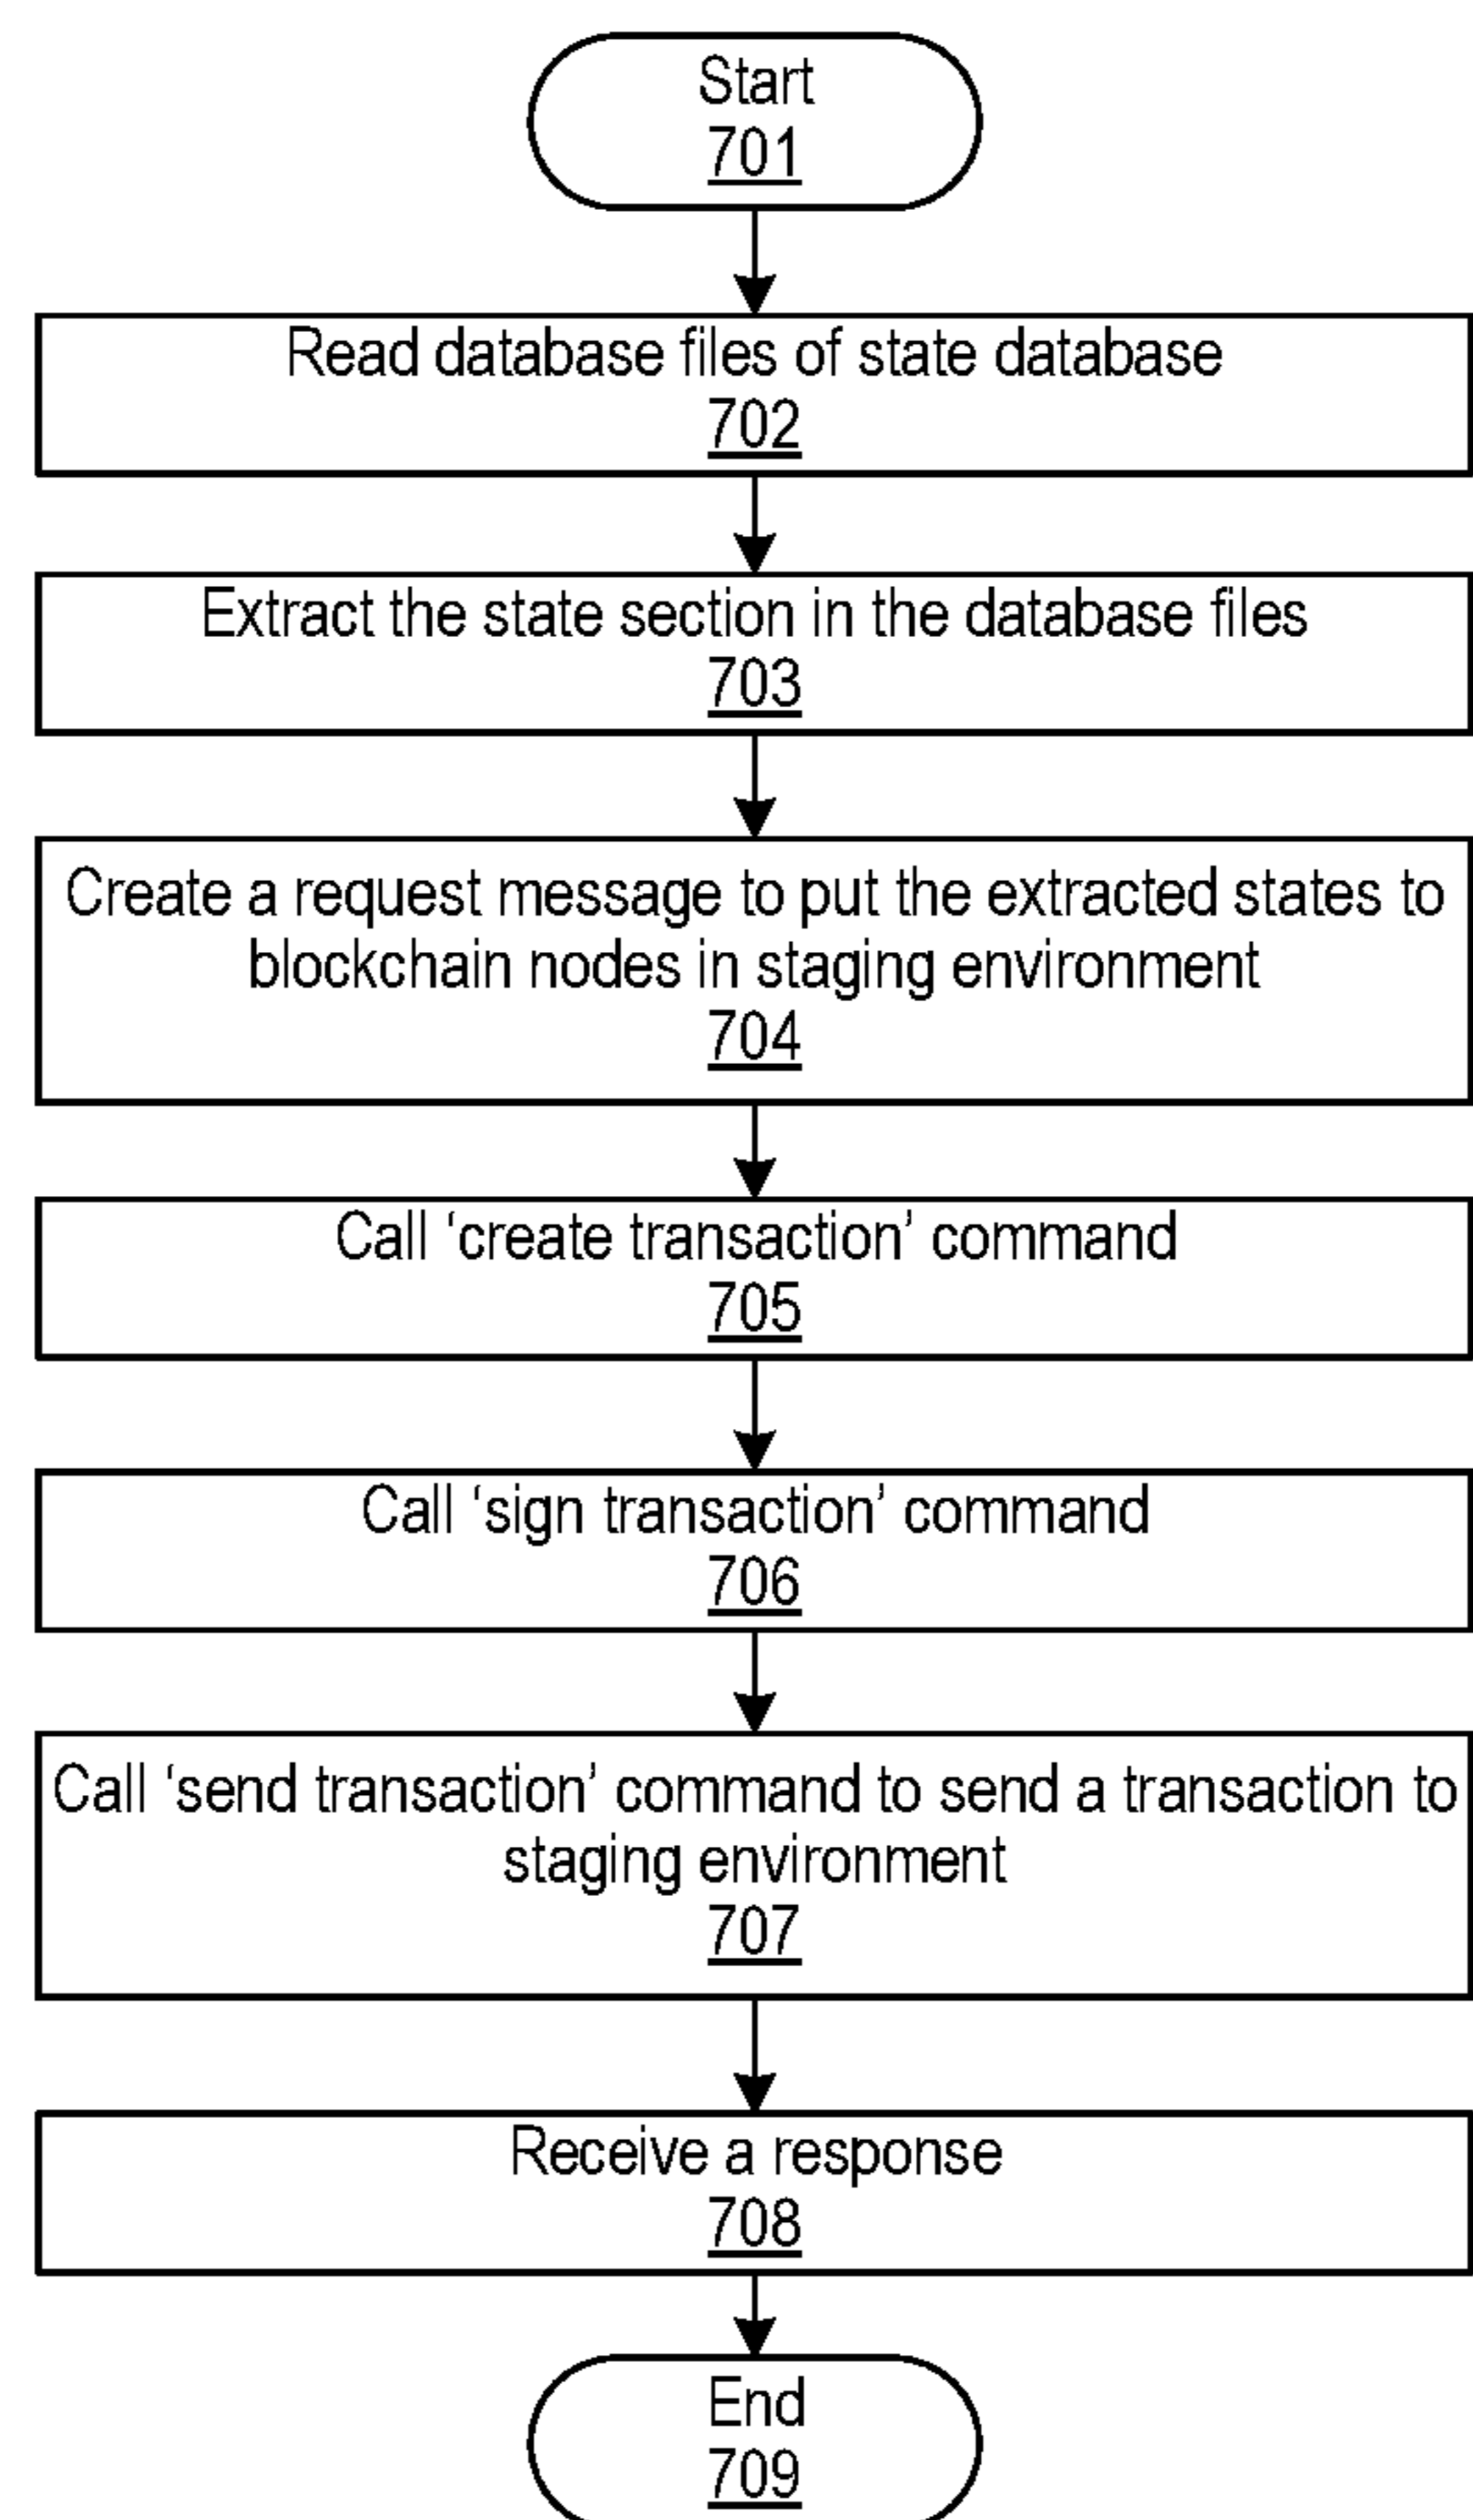 Start
701
Read database files of state database
702
Extract the state section in the database files
703
Create a request message to put the extracted states to
blockchain nodes in staging environment
704
Call ‘create transaction’ command
705
Call ‘sign transaction’ command
706
Call ‘send transaction’ command to send a transaction to
staging environment
707
Receive a response
708
End
709